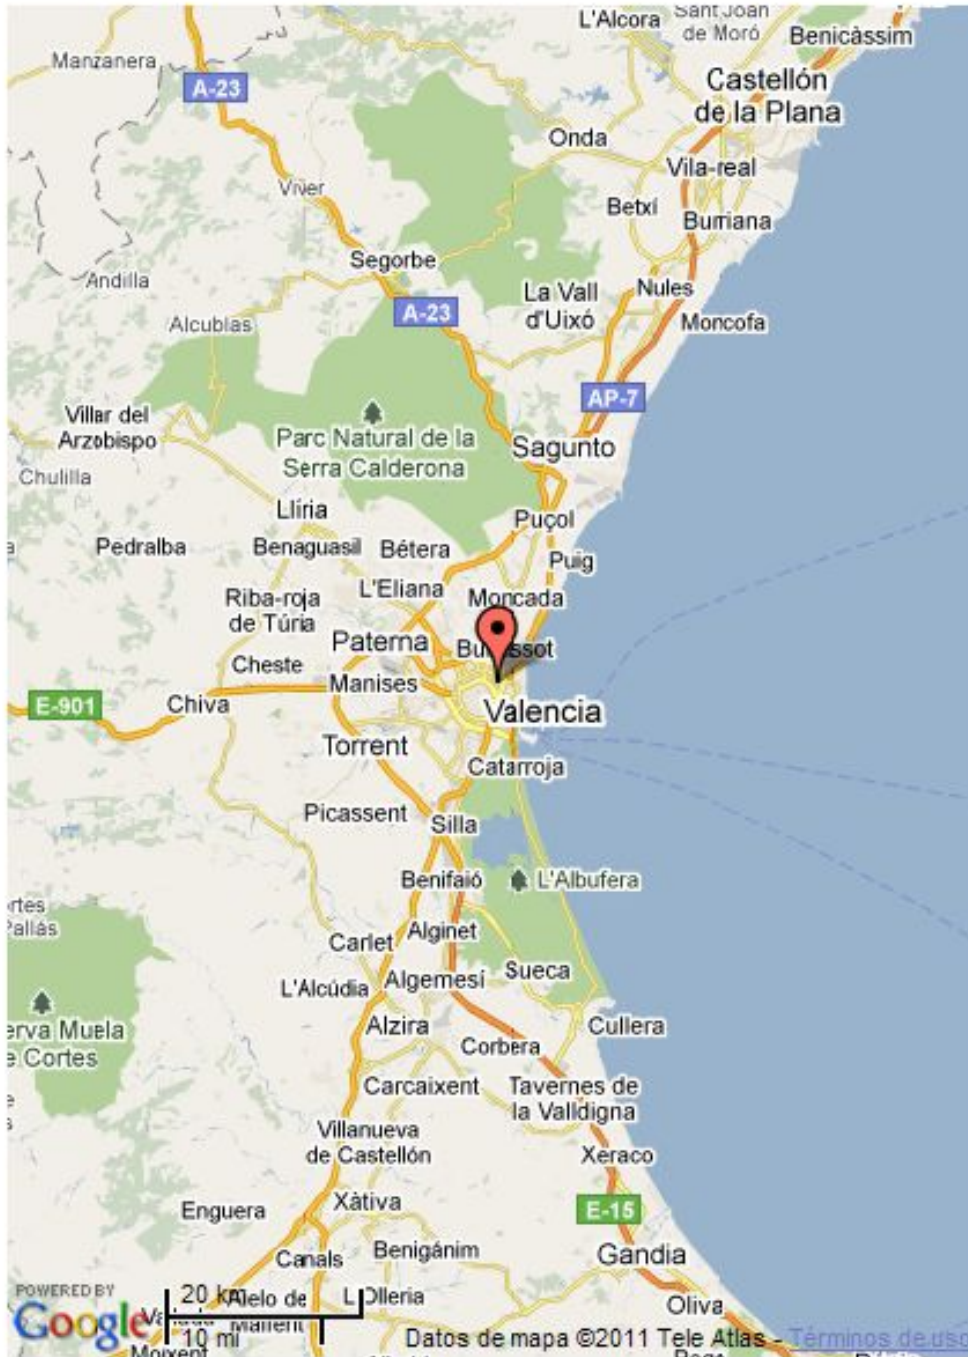 L'Alcora
Sant Joan
de Moró
Benicàssim
Manzanera
A-23
Castellón
de la Plana
Onda
Vila-real
Viver
Betxí
Burriana
Segorbe
Andilla
La Vall
d'Uixó
Nules
A-23
Alcublas
Moncofa
AP-7
Villar del
Arzobispo
Parc Natural de la
Serra Calderona
Sagunto
Chulilla
Llíria
Puçol
Pedralba
Benaguasil
Bétera
Puig
L'Eliana
Moncada
Riba-roja
de Túria
Paterna
Cheste
Manises
E-901
Chiva
Valencia
Torrent
Catarroja
Picassent
Silla
Benifaió
L'Albufera
Alginet
Carlet
Sueca
L'Alcúdia
Algemesí
Alzira
Cullera
Muela
Cortes
Corbera
Carcaixent
Tavernes de
la Valldigna
Villanueva
de Castellón
Xeraco
Xàtiva
Enguera
E-15
Canals
Benigánim
Gandia
POWERED BY
Google
20 km
10 mi
Oliva
Datos de mapa ©2011 Tele Atlas - Términos de uso